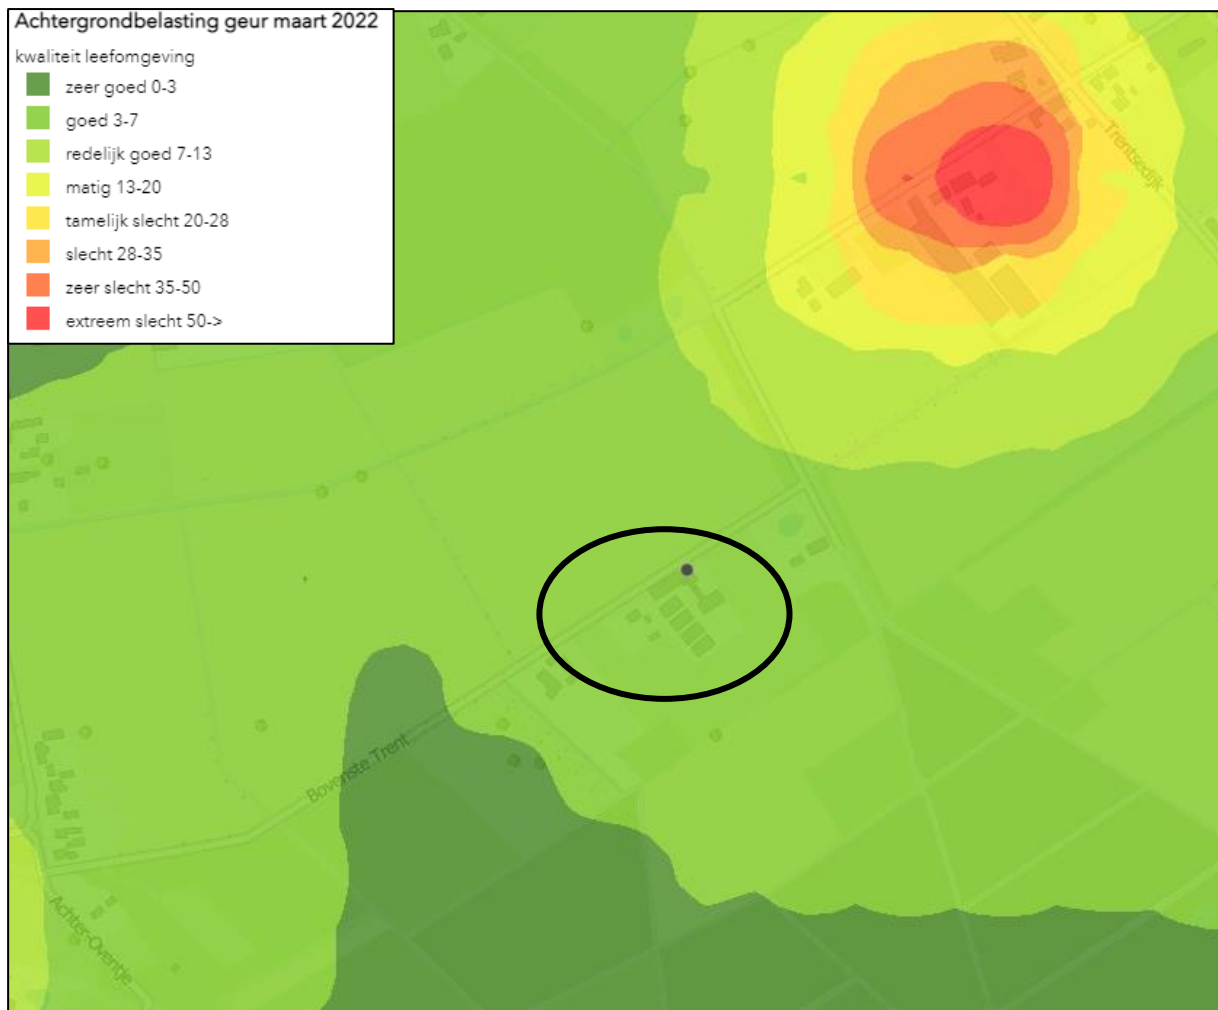 Achtergrondbelasting geur maart 2022
kwaliteit leefomgeving
zeer goed 0-3
goed 3-7
redelijk goed 7-13
matig 13-20
tamelijk slecht 20-28
slecht 28-35
zeer slecht 35-50
extreem slecht 50->
Trentsedijk
Bovenste Trent
Achter-Oventje